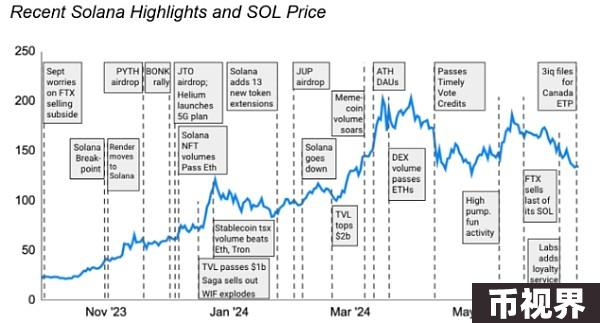 Recent Solana Highlights and SOL Price
250
200
150
100
50
0
Sept
worries
on FTX
selling
subside
PYTH
airdrop
BONK
rally
JTO
airdrop;
Helium
launches
5G plan
Solana
adds 13
new token
extensions
JUP
airdrop
Meme-
coin
volume
soars
ATH
DAUs
Passes
Timely
Vote
Credits
3iq files
for
Canada
ETP
Solana
Break-
point
Render
moves to
Solana
Solana
NFT
volumes
Pass Eth
Solana
goes
down
DEX
volume
passes
ETHs
FTX
sells
last of
its SOL
High
pump.
fun
activity
Stablecoin tsx
volume beats
Eth, Tron
TVL
tops
$2b
TVL passes $1b
Saga sells out
WIF explodes
Labs
adds
loyalty
service
Nov '23
Jan '24
Mar '24
May
币视界